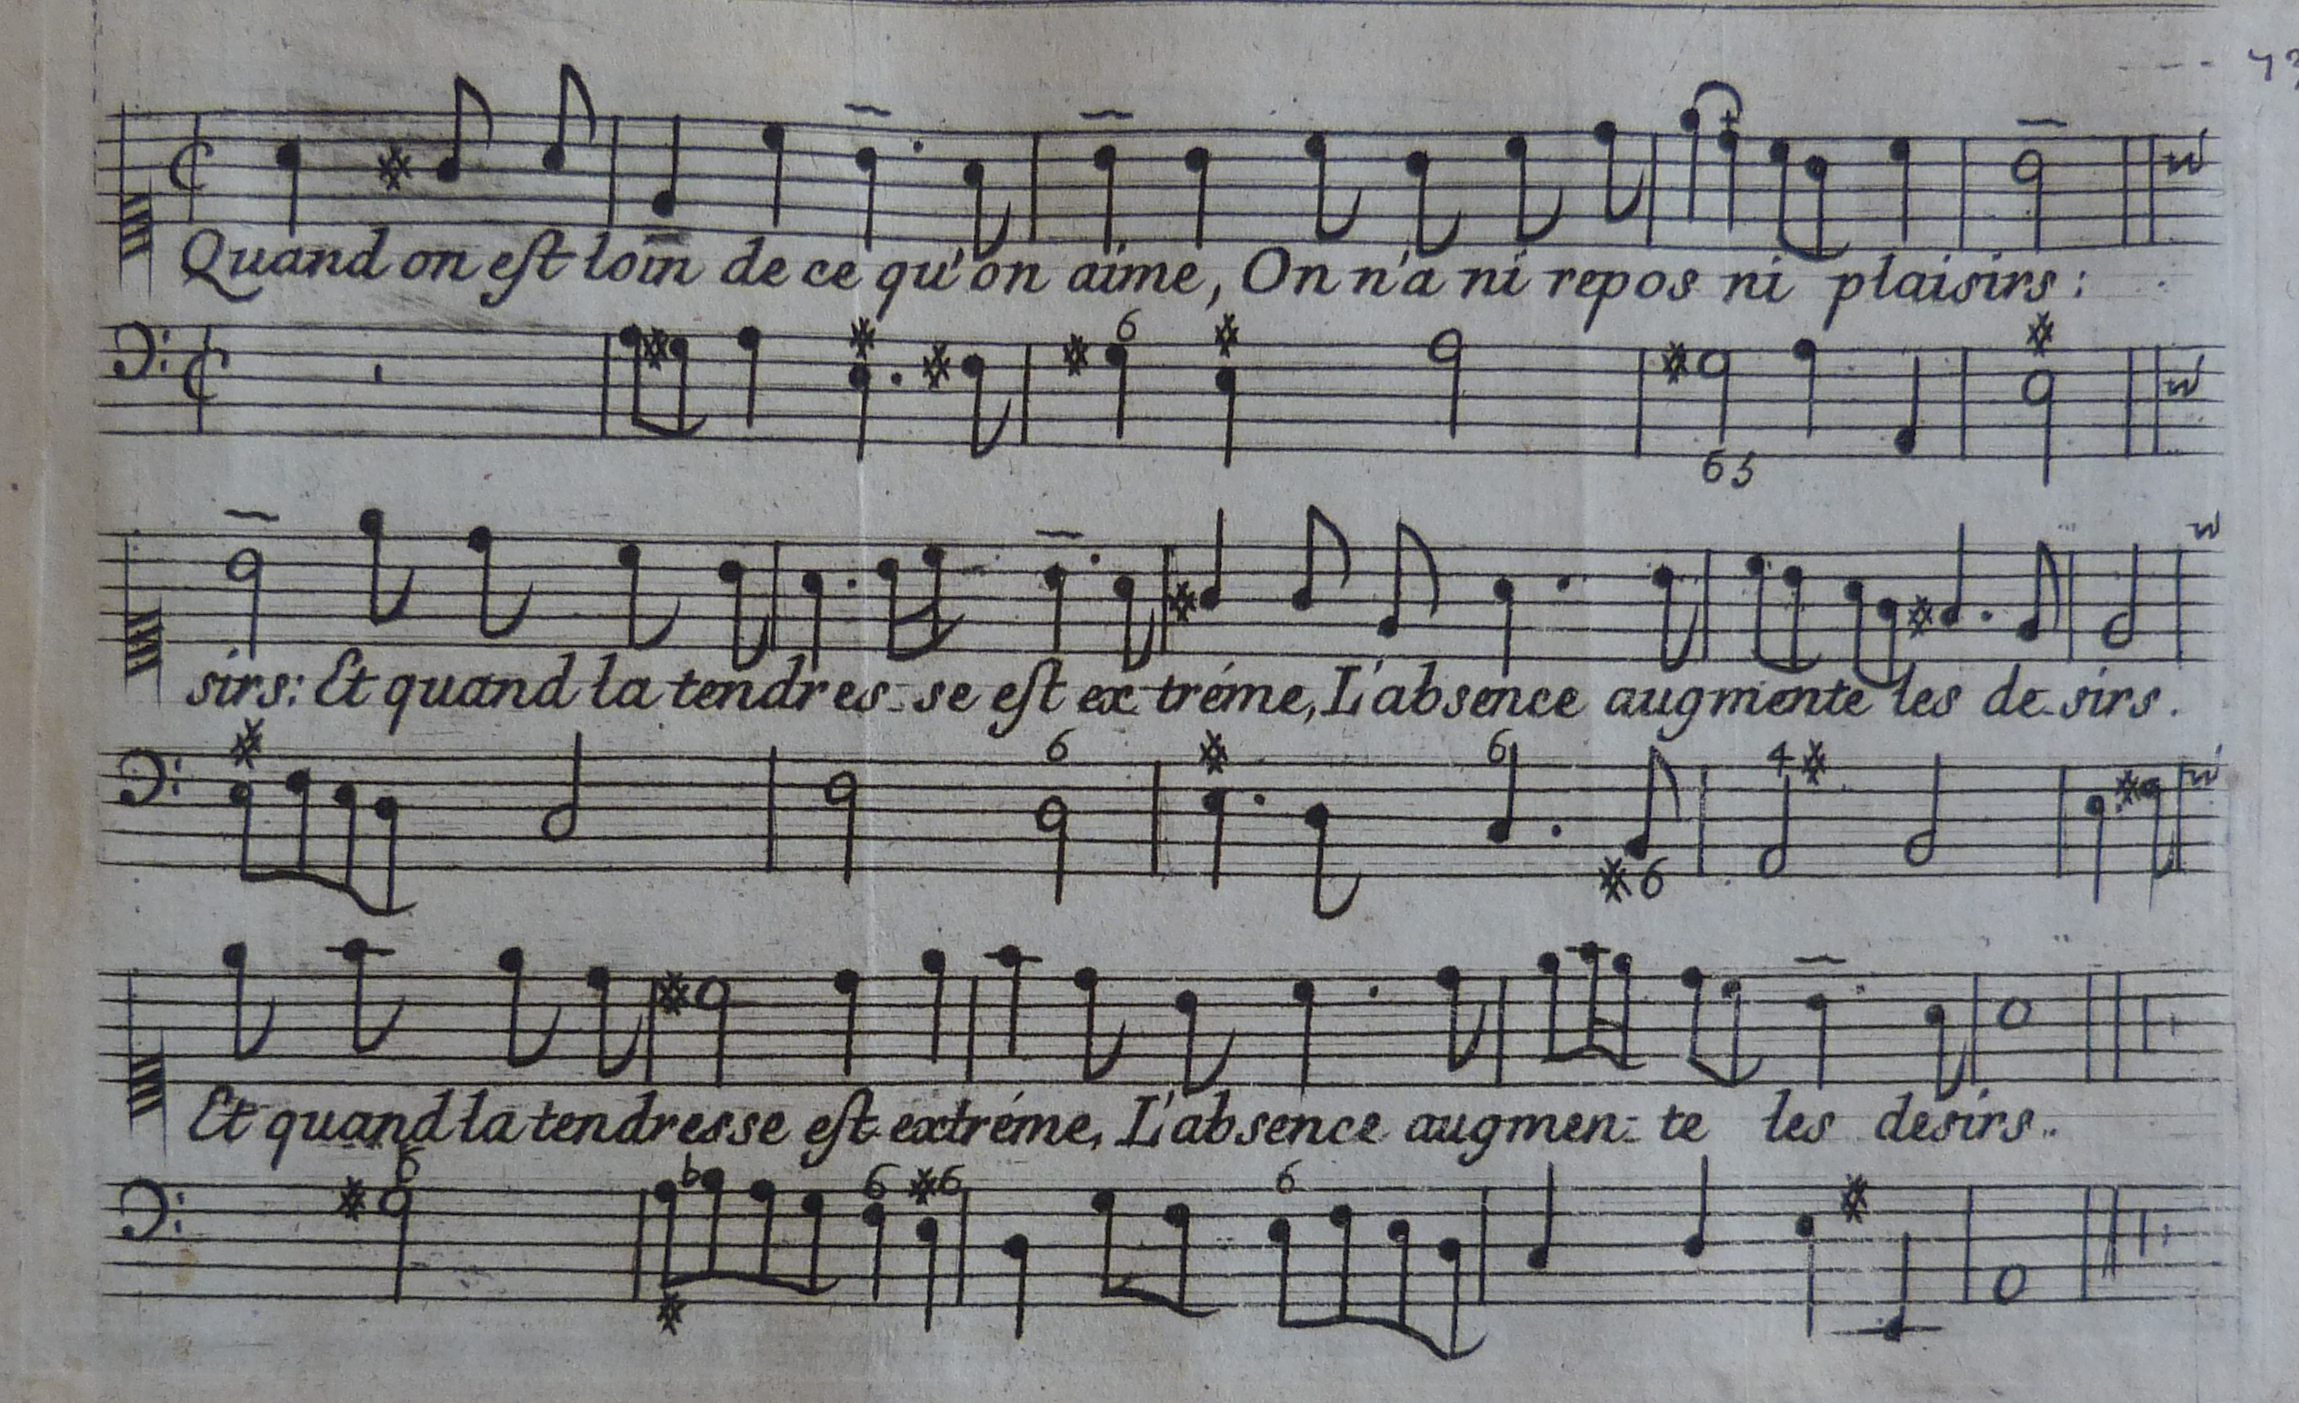 Quand on eſt loin de ce qu'on aime, On n'a ni repos ni plaisirs:
6
6 5
sirs: Et quand la tendres-se eſt ex-tréme, L'absence augmente les de-sirs.
6 6
4
6
Et quand la tendresse eſt extréme, L'absence augmen-te les desirs..
6 b 6 6 6